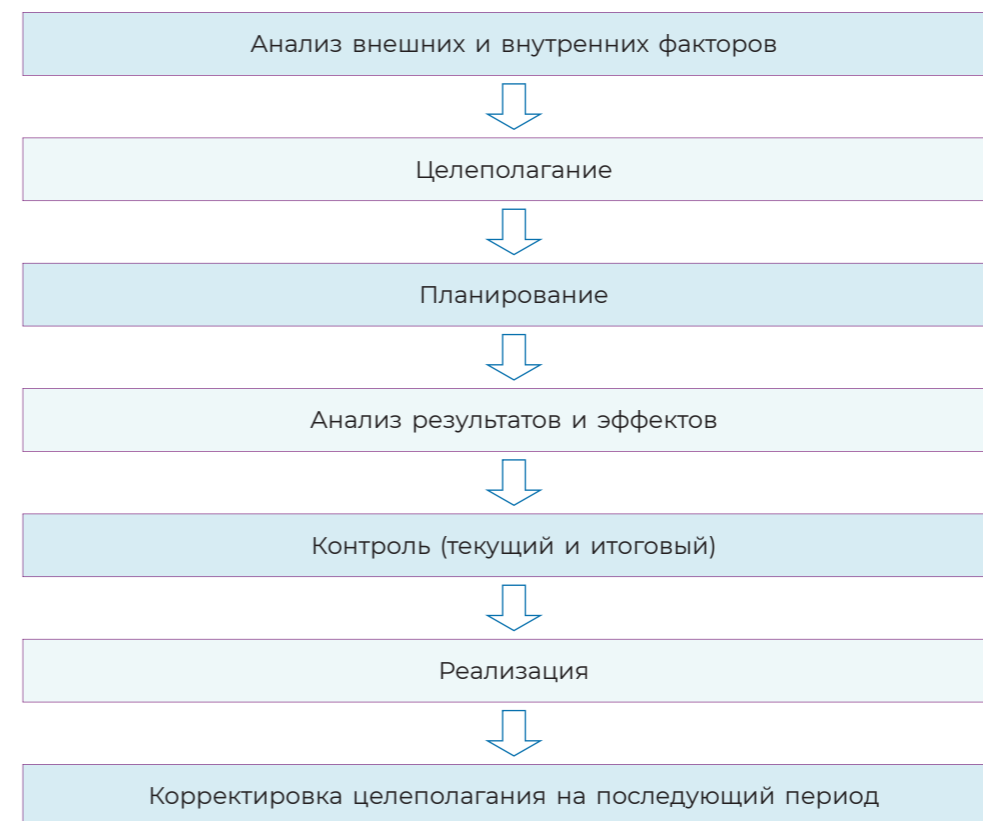 Анализ внешних и внутренних факторов
Целеполагание
Планирование
Анализ результатов и эффектов
Контроль (текущий и итоговый)
Реализация
Корректировка целеполагания на последующий период